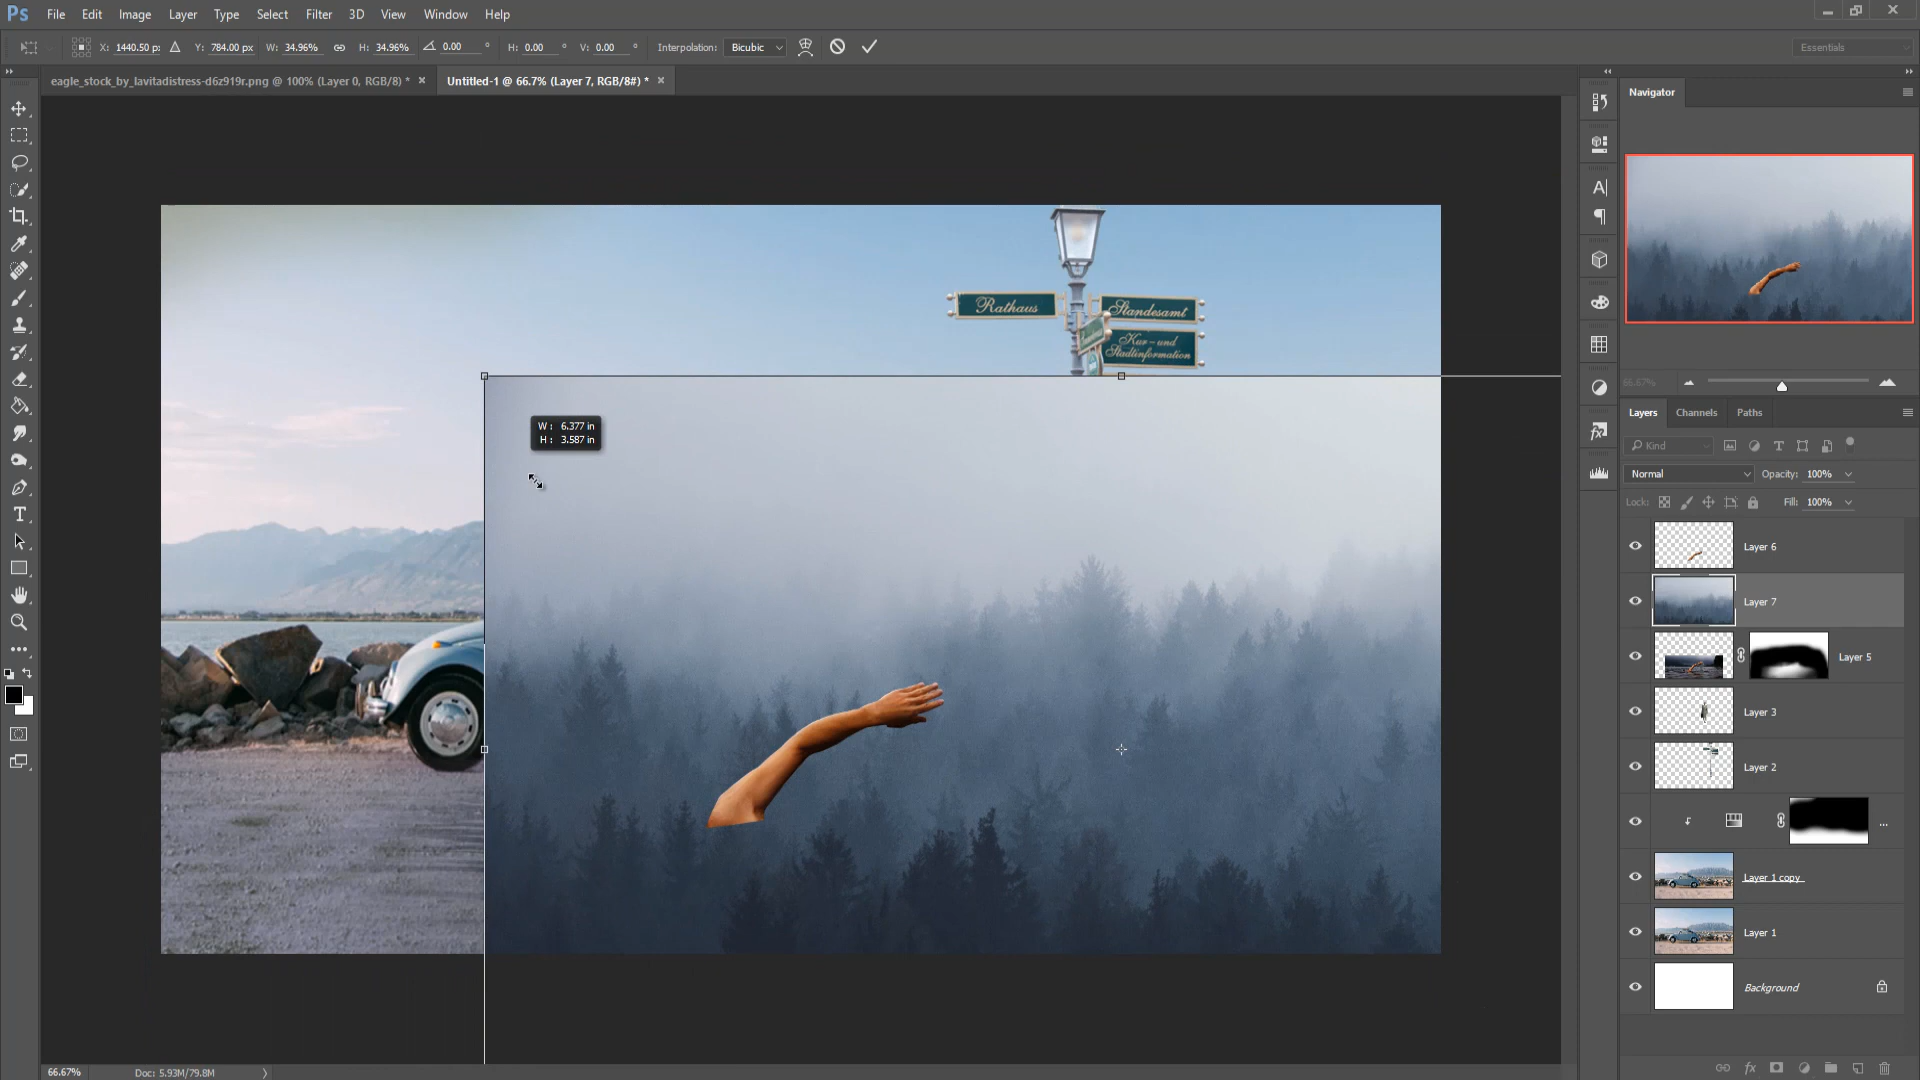 Ps File Edit Image Layer Type Select Filter 3D View Window Help
X: 1440.50 p: Y: 784.00 px W: 34.96% H: 34.96% 0.00 ° H: 0.00 ° V: 0.00 ° Interpolation: Bicubic Essentials
eagle_stock_by_lavitadistress-d6z919r.png @ 100% (Layer 0, RGB/8) * Untitled-1 @ 66.7% (Layer 7, RGB/8#) *
Navigator
Rathaus
Standesamt
Kur – und
Stadtinformation
66.67%
Layers Channels Paths
Kind
Normal Opacity: 100%
Lock: Fill: 100%
W : 6.377 in
H : 3.587 in
Layer 6
Layer 7
Layer 5
Layer 3
Layer 2
...
Layer 1 copy
Layer 1
Background
66.67% Doc: 5.93M/79.8M